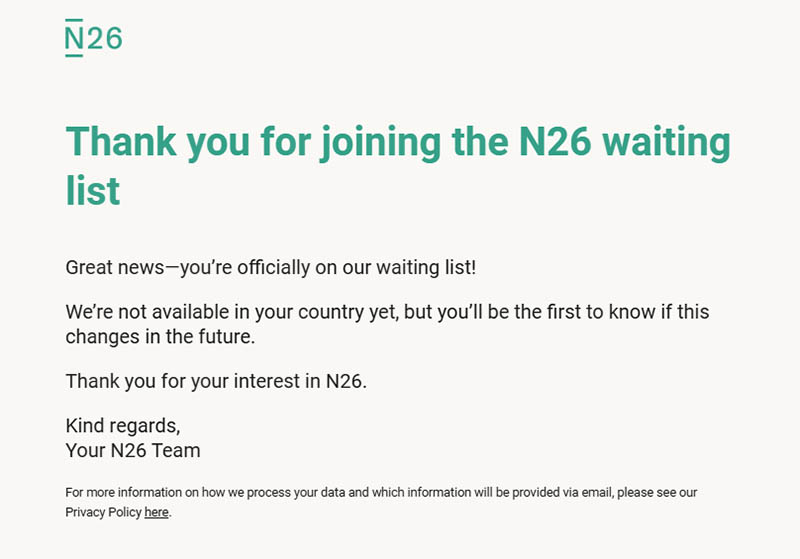 N26
Thank you for joining the N26 waiting
list
Great news—you’re officially on our waiting list!
We’re not available in your country yet, but you’ll be the first to know if this
changes in the future.
Thank you for your interest in N26.
Kind regards,
Your N26 Team
For more information on how we process your data and which information will be provided via email, please see our
Privacy Policy here.